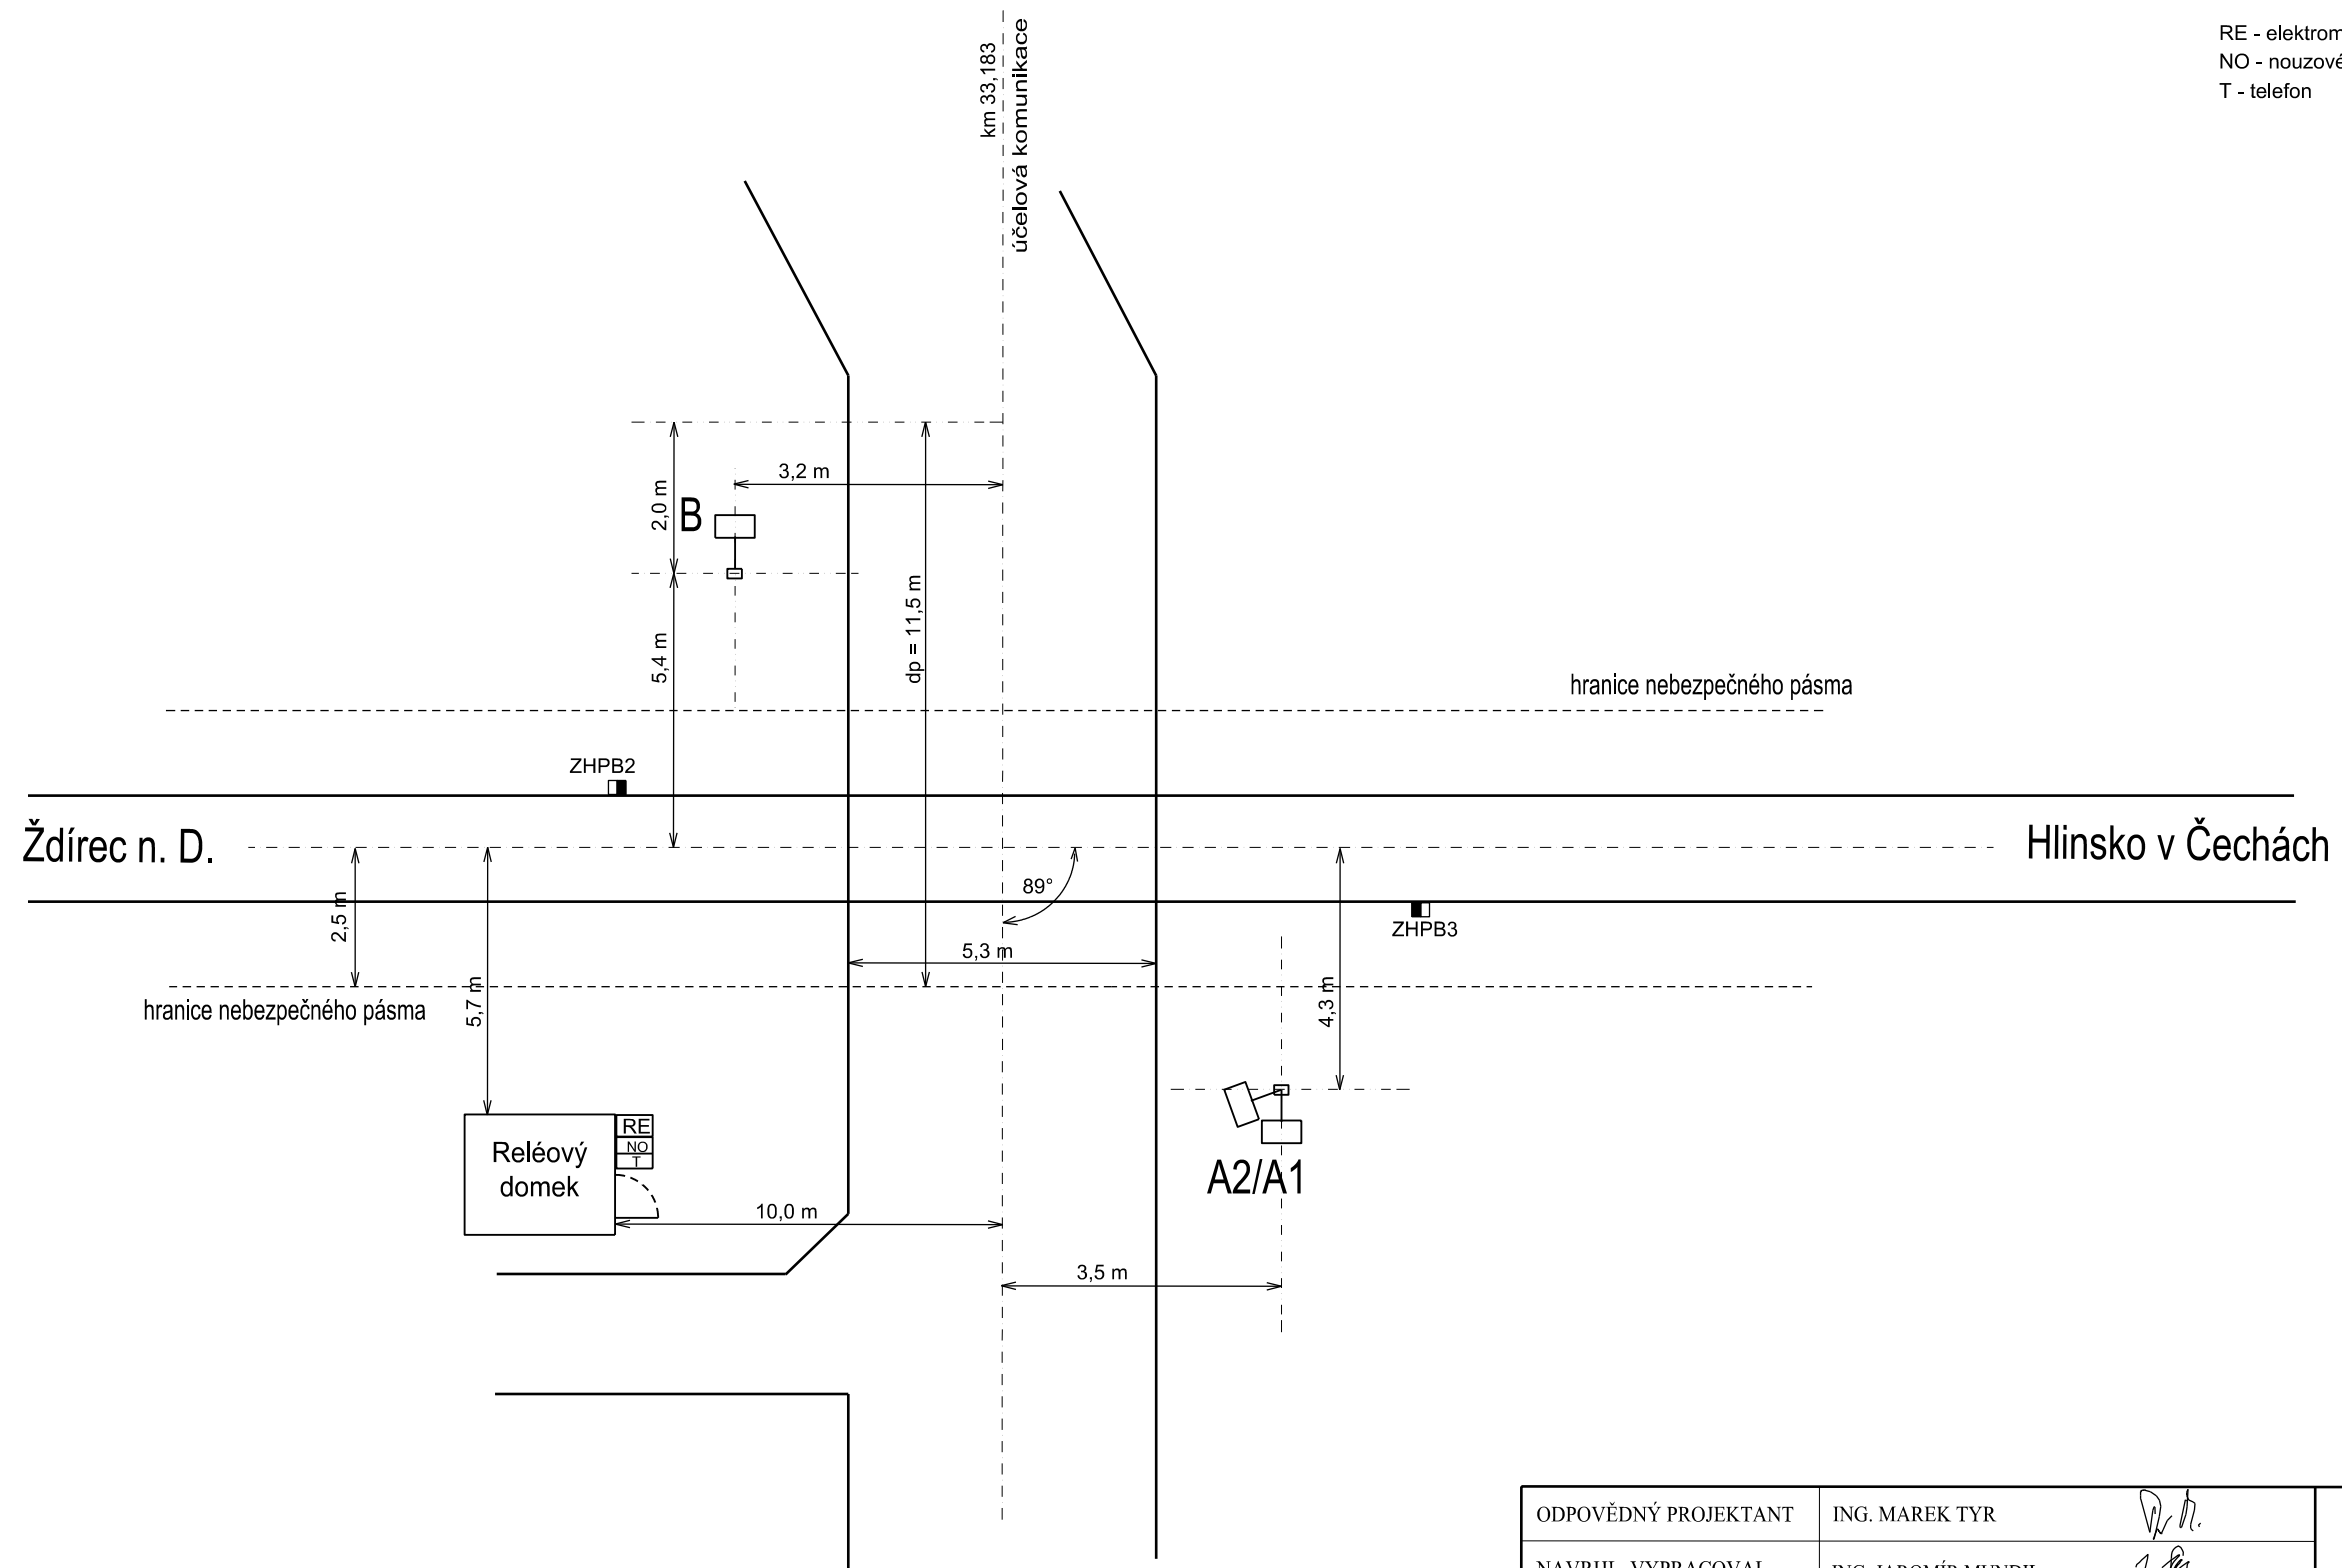 RE - elektrom
NO - nouzové
T - telefon
km 33,183
účelová komunikace
3,2 m
2,0 m
B
dp = 11,5 m
5,4 m
hranice nebezpečného pásma
ZHPB2
Ždírec n. D.
Hlinsko v Čechách
89°
2,5 m
ZHPB3
5,3 m
5,7 m
4,3 m
hranice nebezpečného pásma
RE
NO
T
Reléový
domek
A2/A1
10,0 m
3,5 m
ODPOVĚDNÝ PROJEKTANT
ING. MAREK TYR